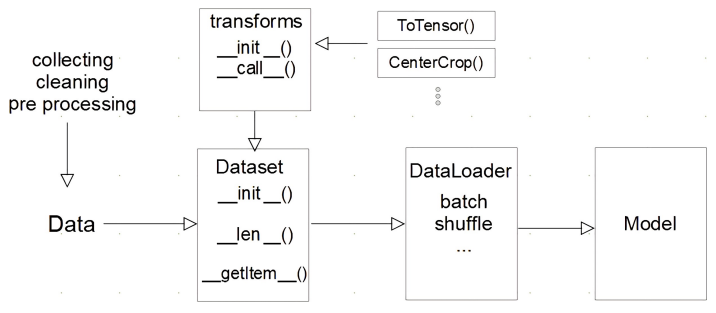 transforms
__init__()
__call__()
ToTensor()
CenterCrop()
collecting
cleaning
pre processing
Data
Dataset
__init__()
__len__()
__getItem__()
DataLoader
batch
shuffle
...
Model